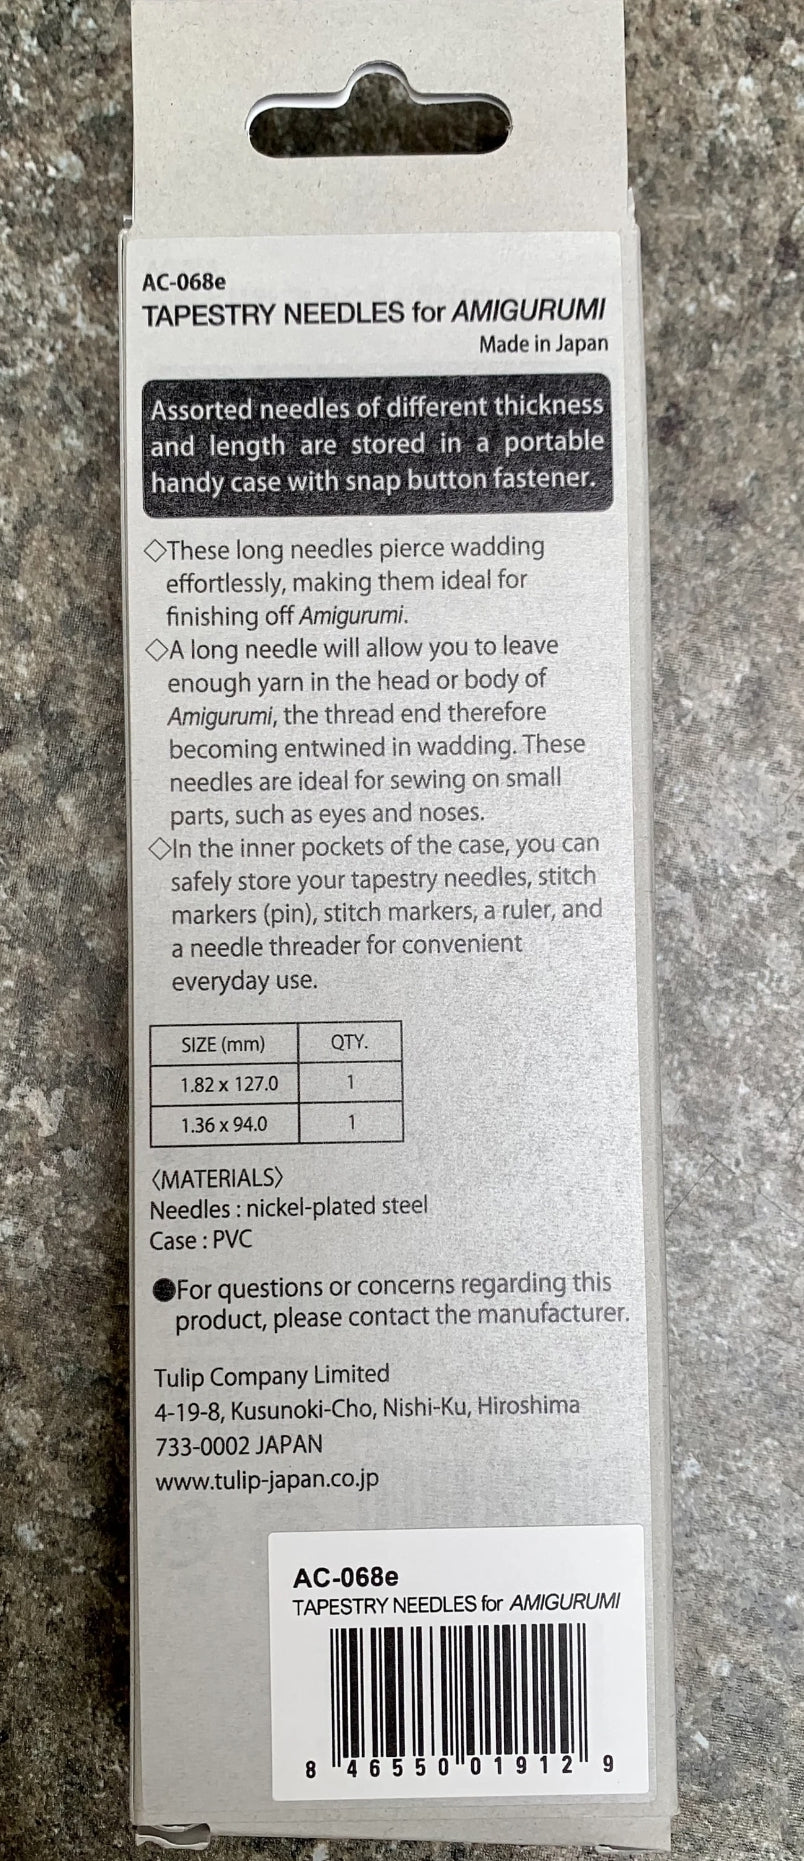 AC-068e
TAPESTRY NEEDLES for AMIGURUMI
Made in Japan
Assorted needles of different thickness
and length are stored in a portable
handy case with snap button fastener.
◇These long needles pierce wadding
effortlessly, making them ideal for
finishing off Amigurumi.
◇A long needle will allow you to leave
enough yarn in the head or body of
Amigurumi, the thread end therefore
becoming entwined in wadding. These
needles are ideal for sewing on small
parts, such as eyes and noses.
◇In the inner pockets of the case, you can
safely store your tapestry needles, stitch
markers (pin), stitch markers, a ruler, and
a needle threader for convenient
everyday use.
SIZE (mm) QTY.
1.82 x 127.0 1
1.36 x 94.0 1
〈MATERIALS〉
Needles : nickel-plated steel
Case : PVC
●For questions or concerns regarding this
product, please contact the manufacturer.
Tulip Company Limited
4-19-8, Kusunoki-Cho, Nishi-Ku, Hiroshima
733-0002 JAPAN
www.tulip-japan.co.jp
AC-068e
TAPESTRY NEEDLES for AMIGURUMI
8 46550 01912 9